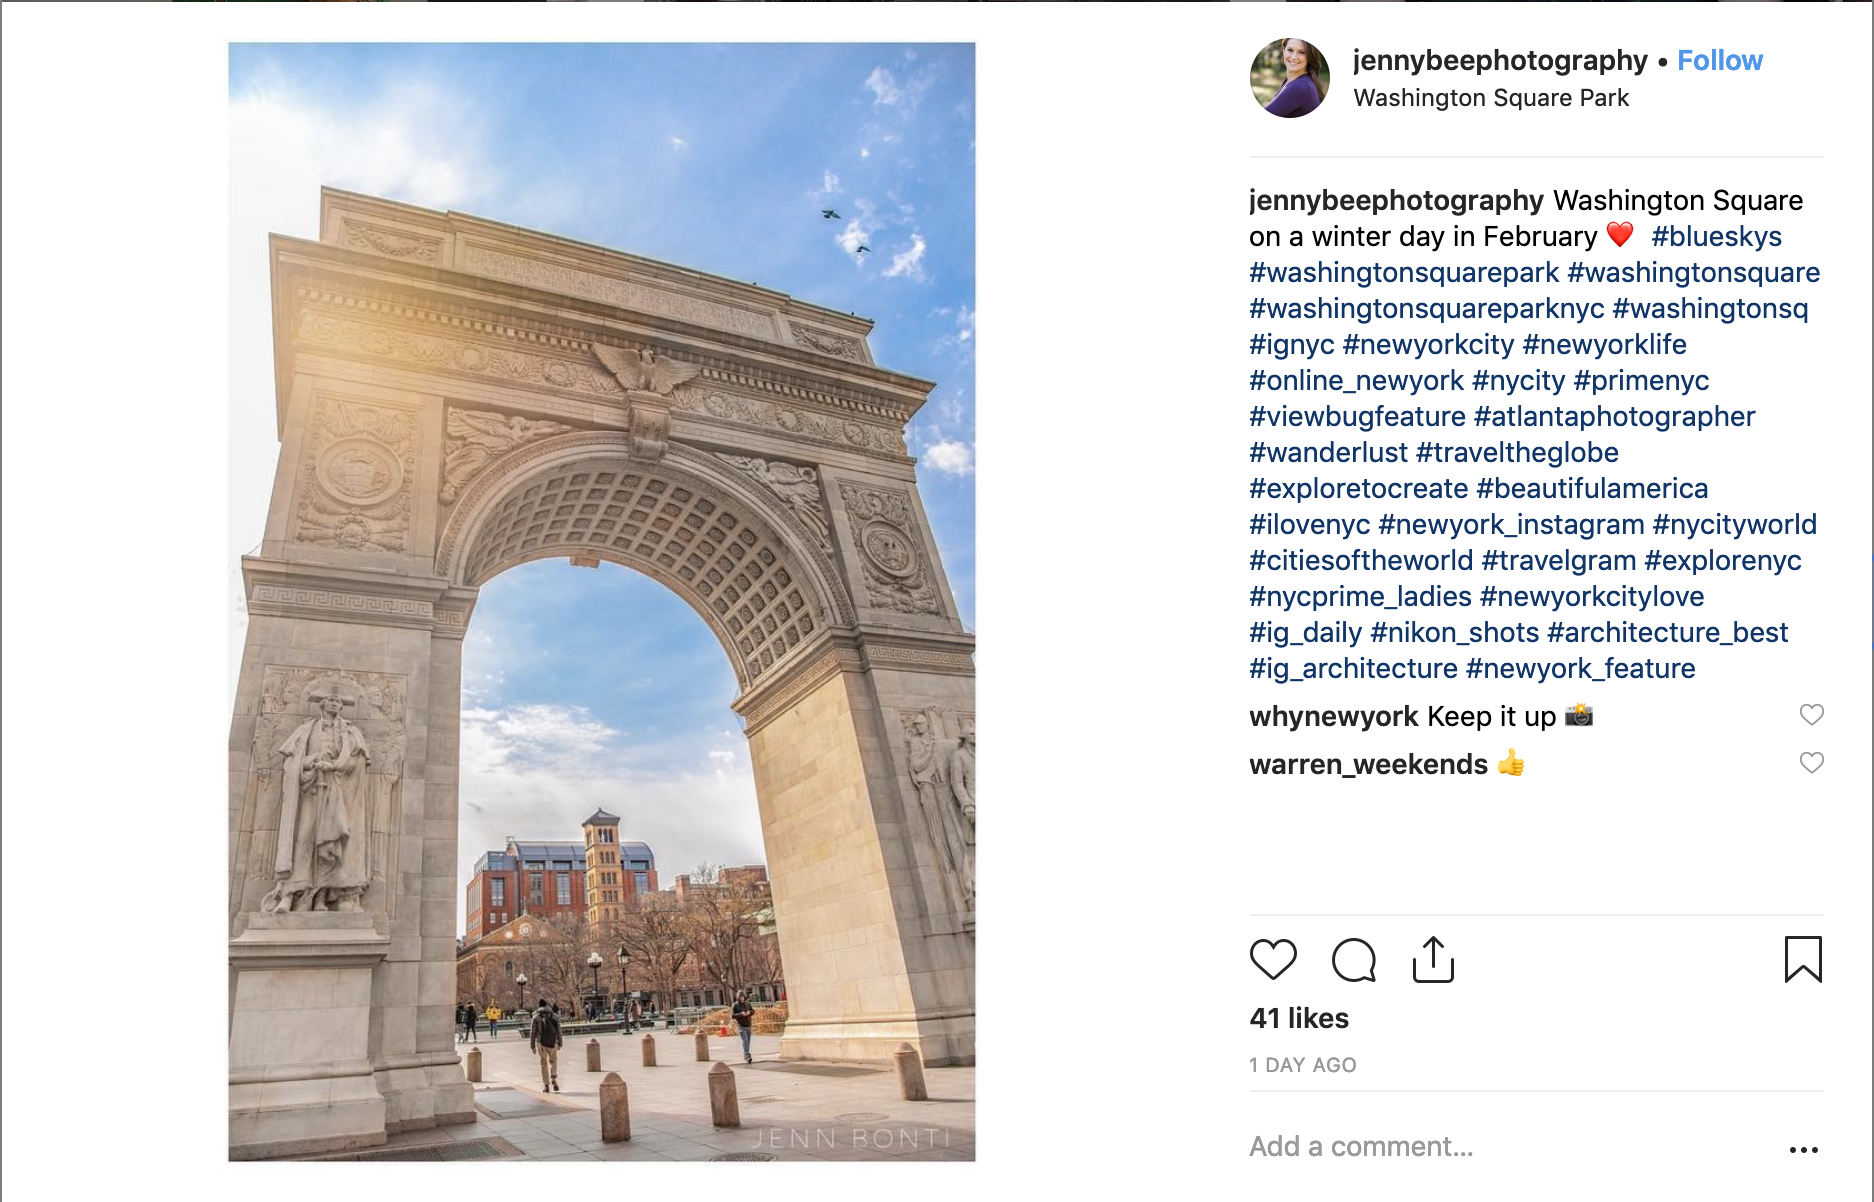 jennybeephotography • Follow
Washington Square Park
jennybeephotography Washington Square
on a winter day in February ❤️ #blueskys
#washingtonsquarepark #washingtonsquare
#washingtonsquareparknyc #washingtonsq
#ignyc #newyorkcity #newyorklife
#online_newyork #nycity #primenyc
#viewbugfeature #atlantaphotographer
#wanderlust #traveltheglobe
#exploretocreate #beautifulamerica
#ilovenyc #newyork_instagram #nycityworld
#citiesoftheworld #travelgram #explorenyc
#nycprime_ladies #newyorkcitylove
#ig_daily #nikon_shots #architecture_best
#ig_architecture #newyork_feature
whynewyork Keep it up 📸
warren_weekends 👍
41 likes
1 DAY AGO
Add a comment...
JENN BONTI